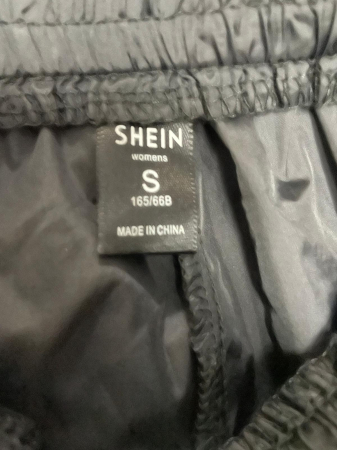 SHEIN
womens
S
165/66B
MADE IN CHINA